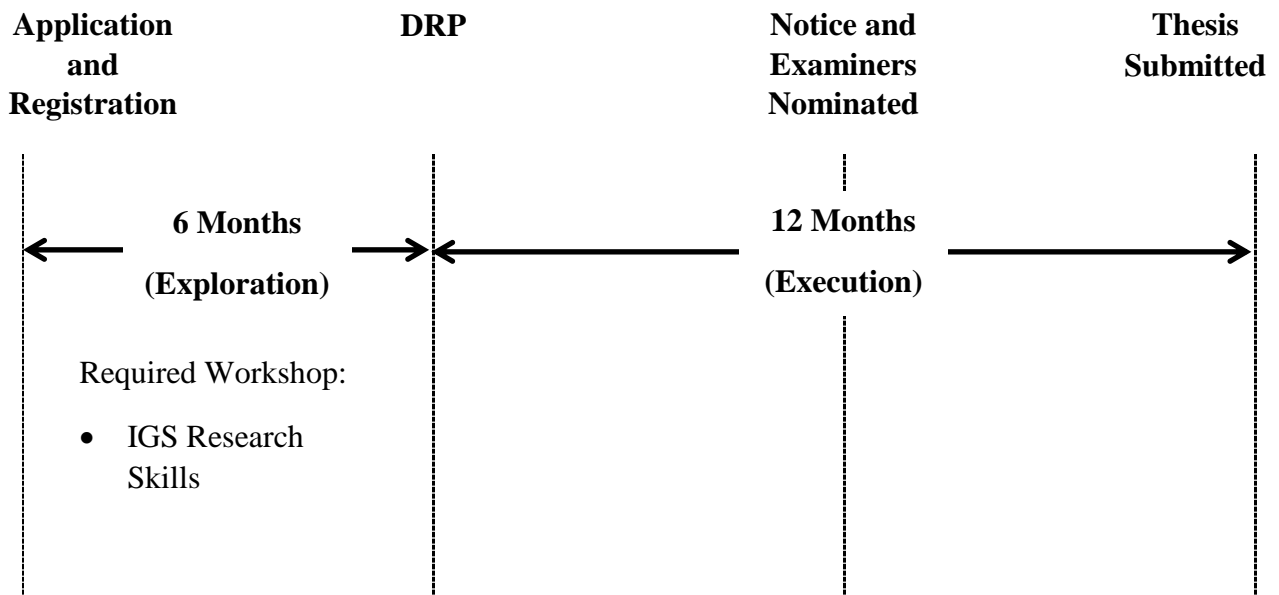 Application
and
Registration
DRP
Notice and
Examiners
Nominated
Thesis
Submitted
6 Months
(Exploration)
12 Months
(Execution)
Required Workshop:
• IGS Research
Skills